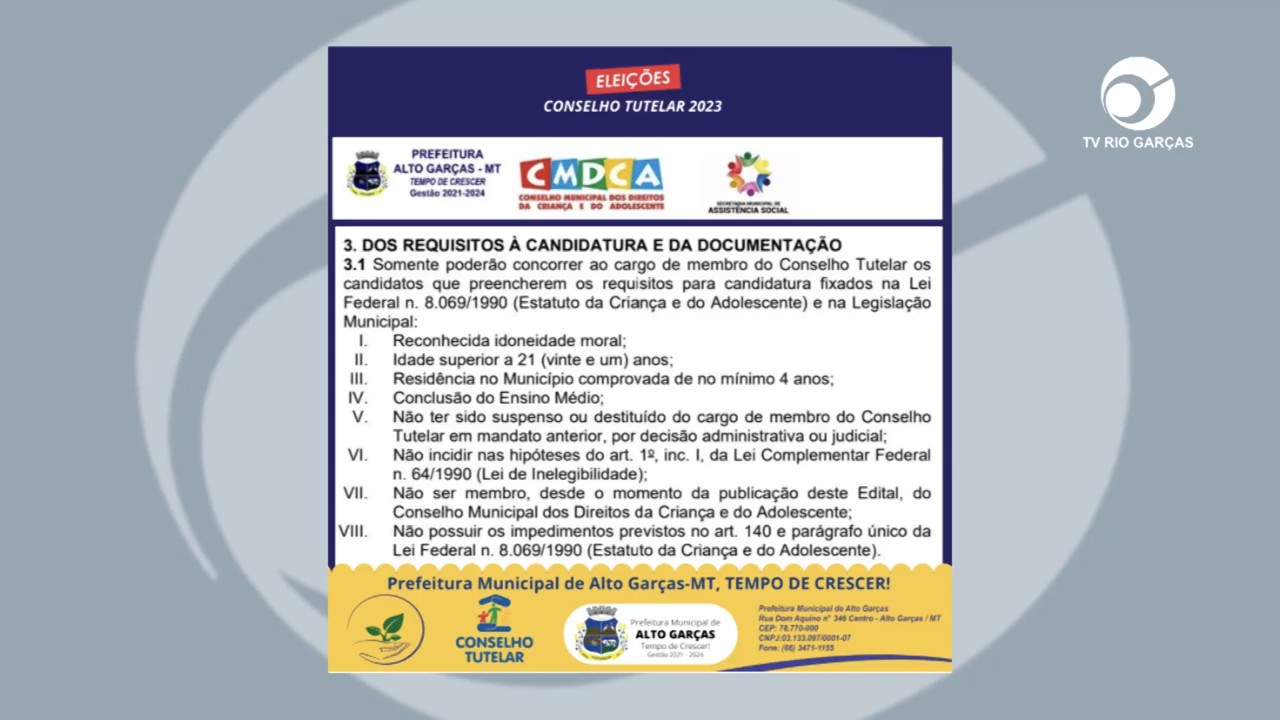 ELEIÇÕES
CONSELHO TUTELAR 2023
TV RIO GARÇAS
PREFEITURA
ALTO GARÇAS - MT
TEMPO DE CRESCER
Gestão 2021-2024
CMDCA
CONSELHO MUNICIPAL DOS DIREITOS
DA CRIANÇA E DO ADOLESCENTE
SECRETARIA MUNICIPAL DE
ASSISTÊNCIA SOCIAL
3. DOS REQUISITOS À CANDIDATURA E DA DOCUMENTAÇÃO
3.1 Somente poderão concorrer ao cargo de membro do Conselho Tutelar os
candidatos que preencherem os requisitos para candidatura fixados na Lei
Federal n. 8.069/1990 (Estatuto da Criança e do Adolescente) e na Legislação
Municipal:
I. Reconhecida idoneidade moral;
II. Idade superior a 21 (vinte e um) anos;
III. Residência no Município comprovada de no mínimo 4 anos;
IV. Conclusão do Ensino Médio;
V. Não ter sido suspenso ou destituído do cargo de membro do Conselho
Tutelar em mandato anterior, por decisão administrativa ou judicial;
VI. Não incidir nas hipóteses do art. 1º, inc. I, da Lei Complementar Federal
n. 64/1990 (Lei de Inelegibilidade);
VII. Não ser membro, desde o momento da publicação deste Edital, do
Conselho Municipal dos Direitos da Criança e do Adolescente;
VIII. Não possuir os impedimentos previstos no art. 140 e parágrafo único da
Lei Federal n. 8.069/1990 (Estatuto da Criança e do Adolescente).
Prefeitura Municipal de Alto Garças-MT, TEMPO DE CRESCER!
CONSELHO
TUTELAR
Prefeitura Municipal de
ALTO GARÇAS
Tempo de Crescer!
Gestão 2021 - 2024
Prefeitura Municipal de Alto Garças
Rua Dom Aquino nº 346 Centro - Alto Garças / MT
CEP: 78.770-000
CNPJ:03.133.097/0001-07
Fone: (66) 3471-1155